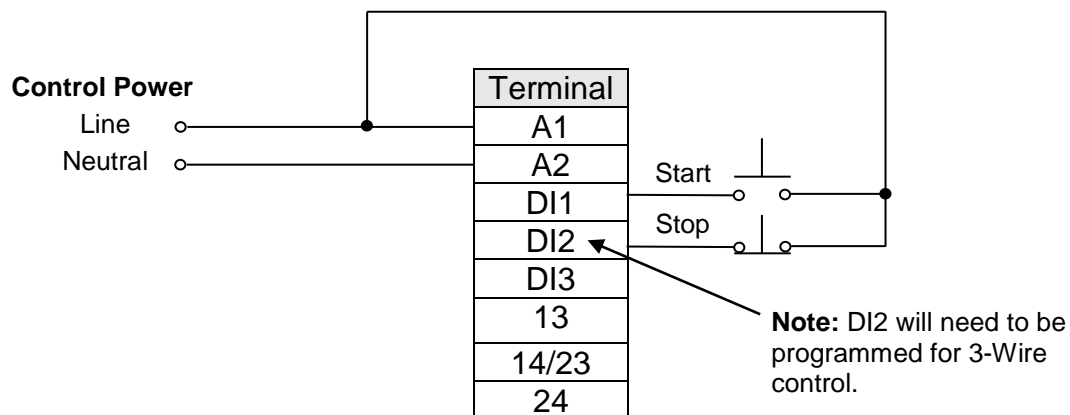 Control Power
Line
Neutral
Terminal
A1
A2
DI1
DI2
DI3
13
14/23
24
Start
Stop
Note: DI2 will need to be
programmed for 3-Wire
control.